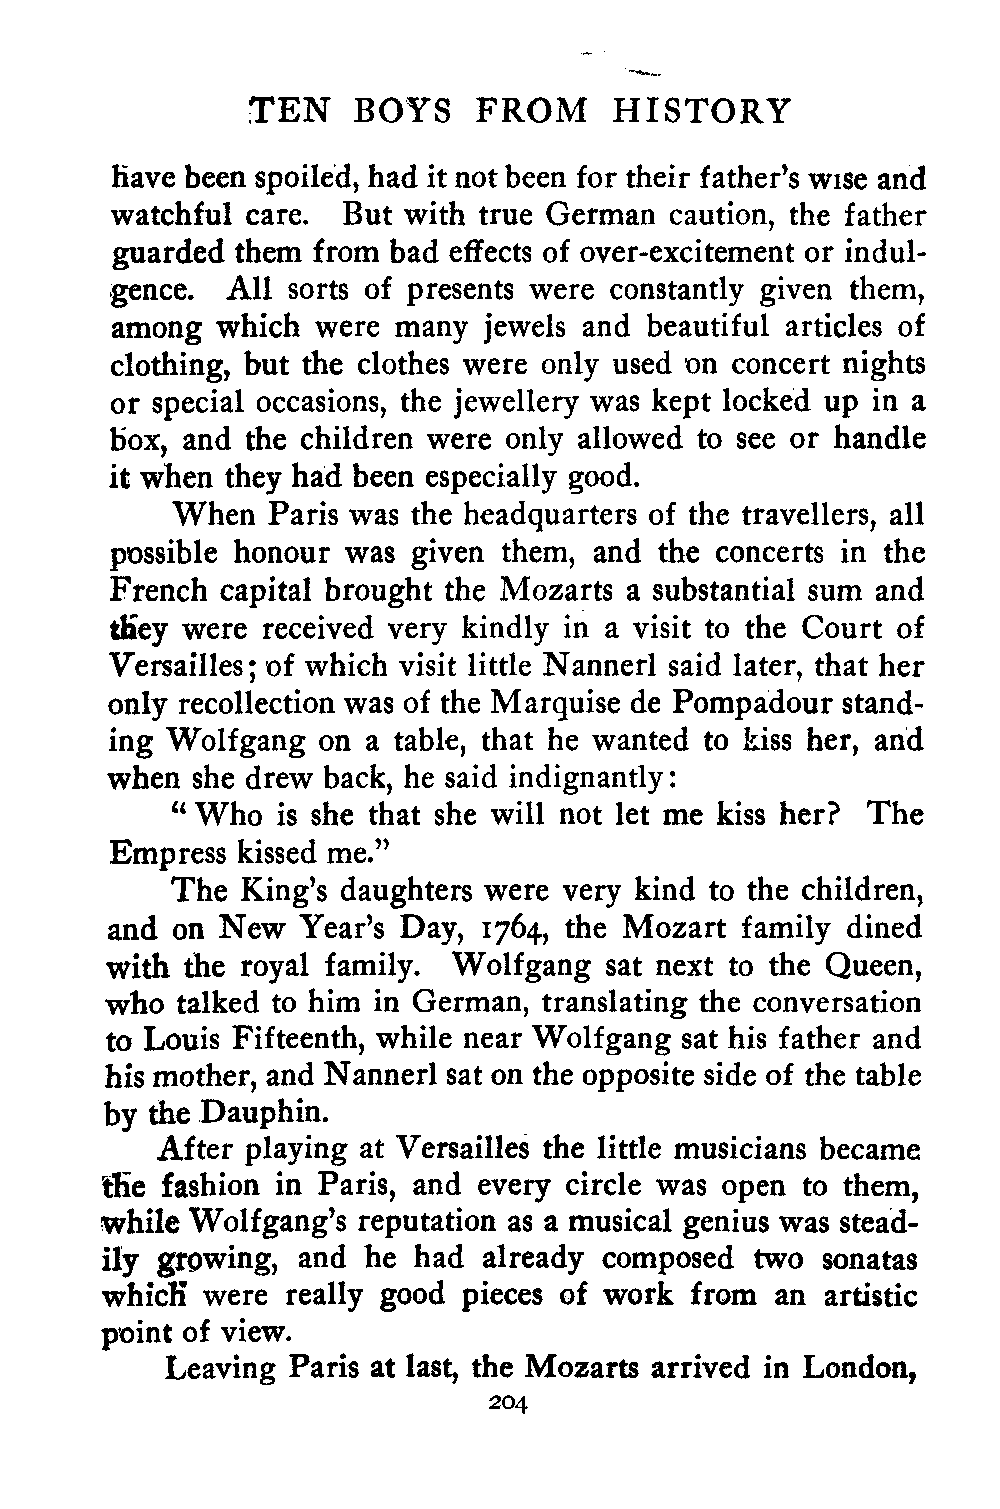 TEN BOYS FROM HISTORY
have been spoiled, had it not been for their father's wise and
watchful care. But with true German caution, the father
guarded them from bad effects of over-excitement or indul-
gence. All sorts of presents were constantly given them,
among which were many jewels and beautiful articles of
clothing, but the clothes were only used on concert nights
or special occasions, the jewellery was kept locked up in a
box, and the children were only allowed to see or handle
it when they had been especially good.
When Paris was the headquarters of the travellers, all
possible honour was given them, and the concerts in the
French capital brought the Mozarts a substantial sum and
they were received very kindly in a visit to the Court of
Versailles; of which visit little Nannerl said later, that her
only recollection was of the Marquise de Pompadour stand-
ing Wolfgang on a table, that he wanted to kiss her, and
when she drew back, he said indignantly:
"Who is she that she will not let me kiss her? The
Empress kissed me."
The King's daughters were very kind to the children,
and on New Year's Day, 1764, the Mozart family dined
with the royal family. Wolfgang sat next to the Queen,
who talked to him in German, translating the conversation
to Louis Fifteenth, while near Wolfgang sat his father and
his mother, and Nannerl sat on the opposite side of the table
by the Dauphin.
After playing at Versailles the little musicians became
the fashion in Paris, and every circle was open to them,
while Wolfgang's reputation as a musical genius was stead-
ily growing, and he had already composed two sonatas
which were really good pieces of work from an artistic
point of view.
Leaving Paris at last, the Mozarts arrived in London,
204